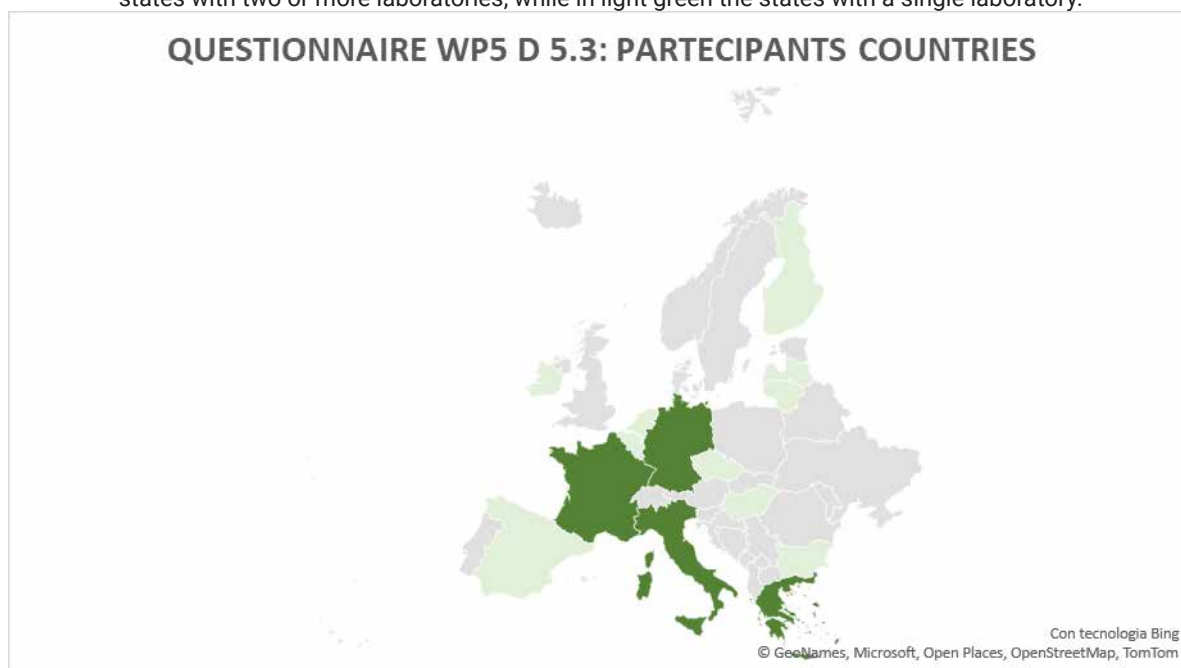 states with two or more laboratories, while in light green the states with a single laboratory.
QUESTIONNAIRE WP5 D 5.3: PARTECIPANTS COUNTRIES
Con tecnologia Bing
© GeoNames, Microsoft, Open Places, OpenStreetMap, TomTom